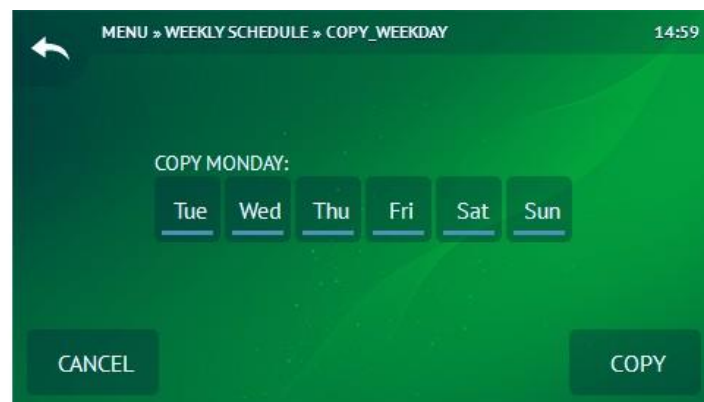 MENU » WEEKLY SCHEDULE » COPY_WEEKDAY 14:59
COPY MONDAY:
Tue Wed Thu Fri Sat Sun
CANCEL COPY